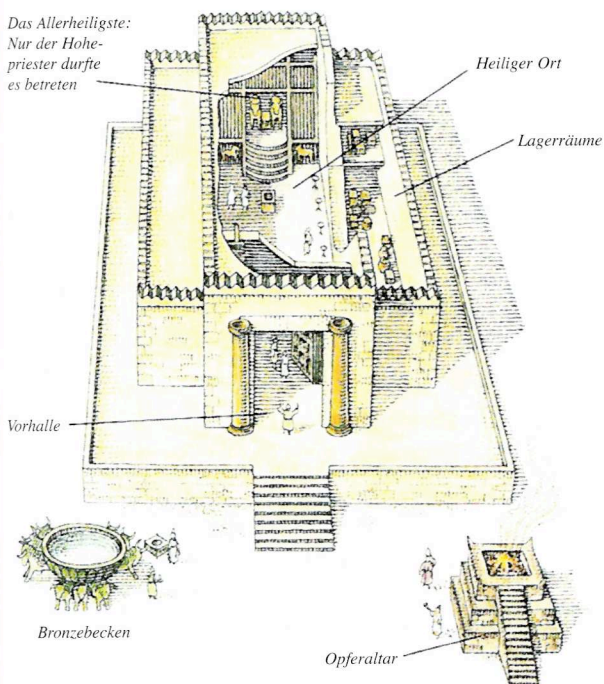 Das Allerheiligste:
Nur der Hohe-
priester durfte
es betreten
Heiliger Ort
Lagerräume
Vorhalle
Bronzebecken
Opferaltar